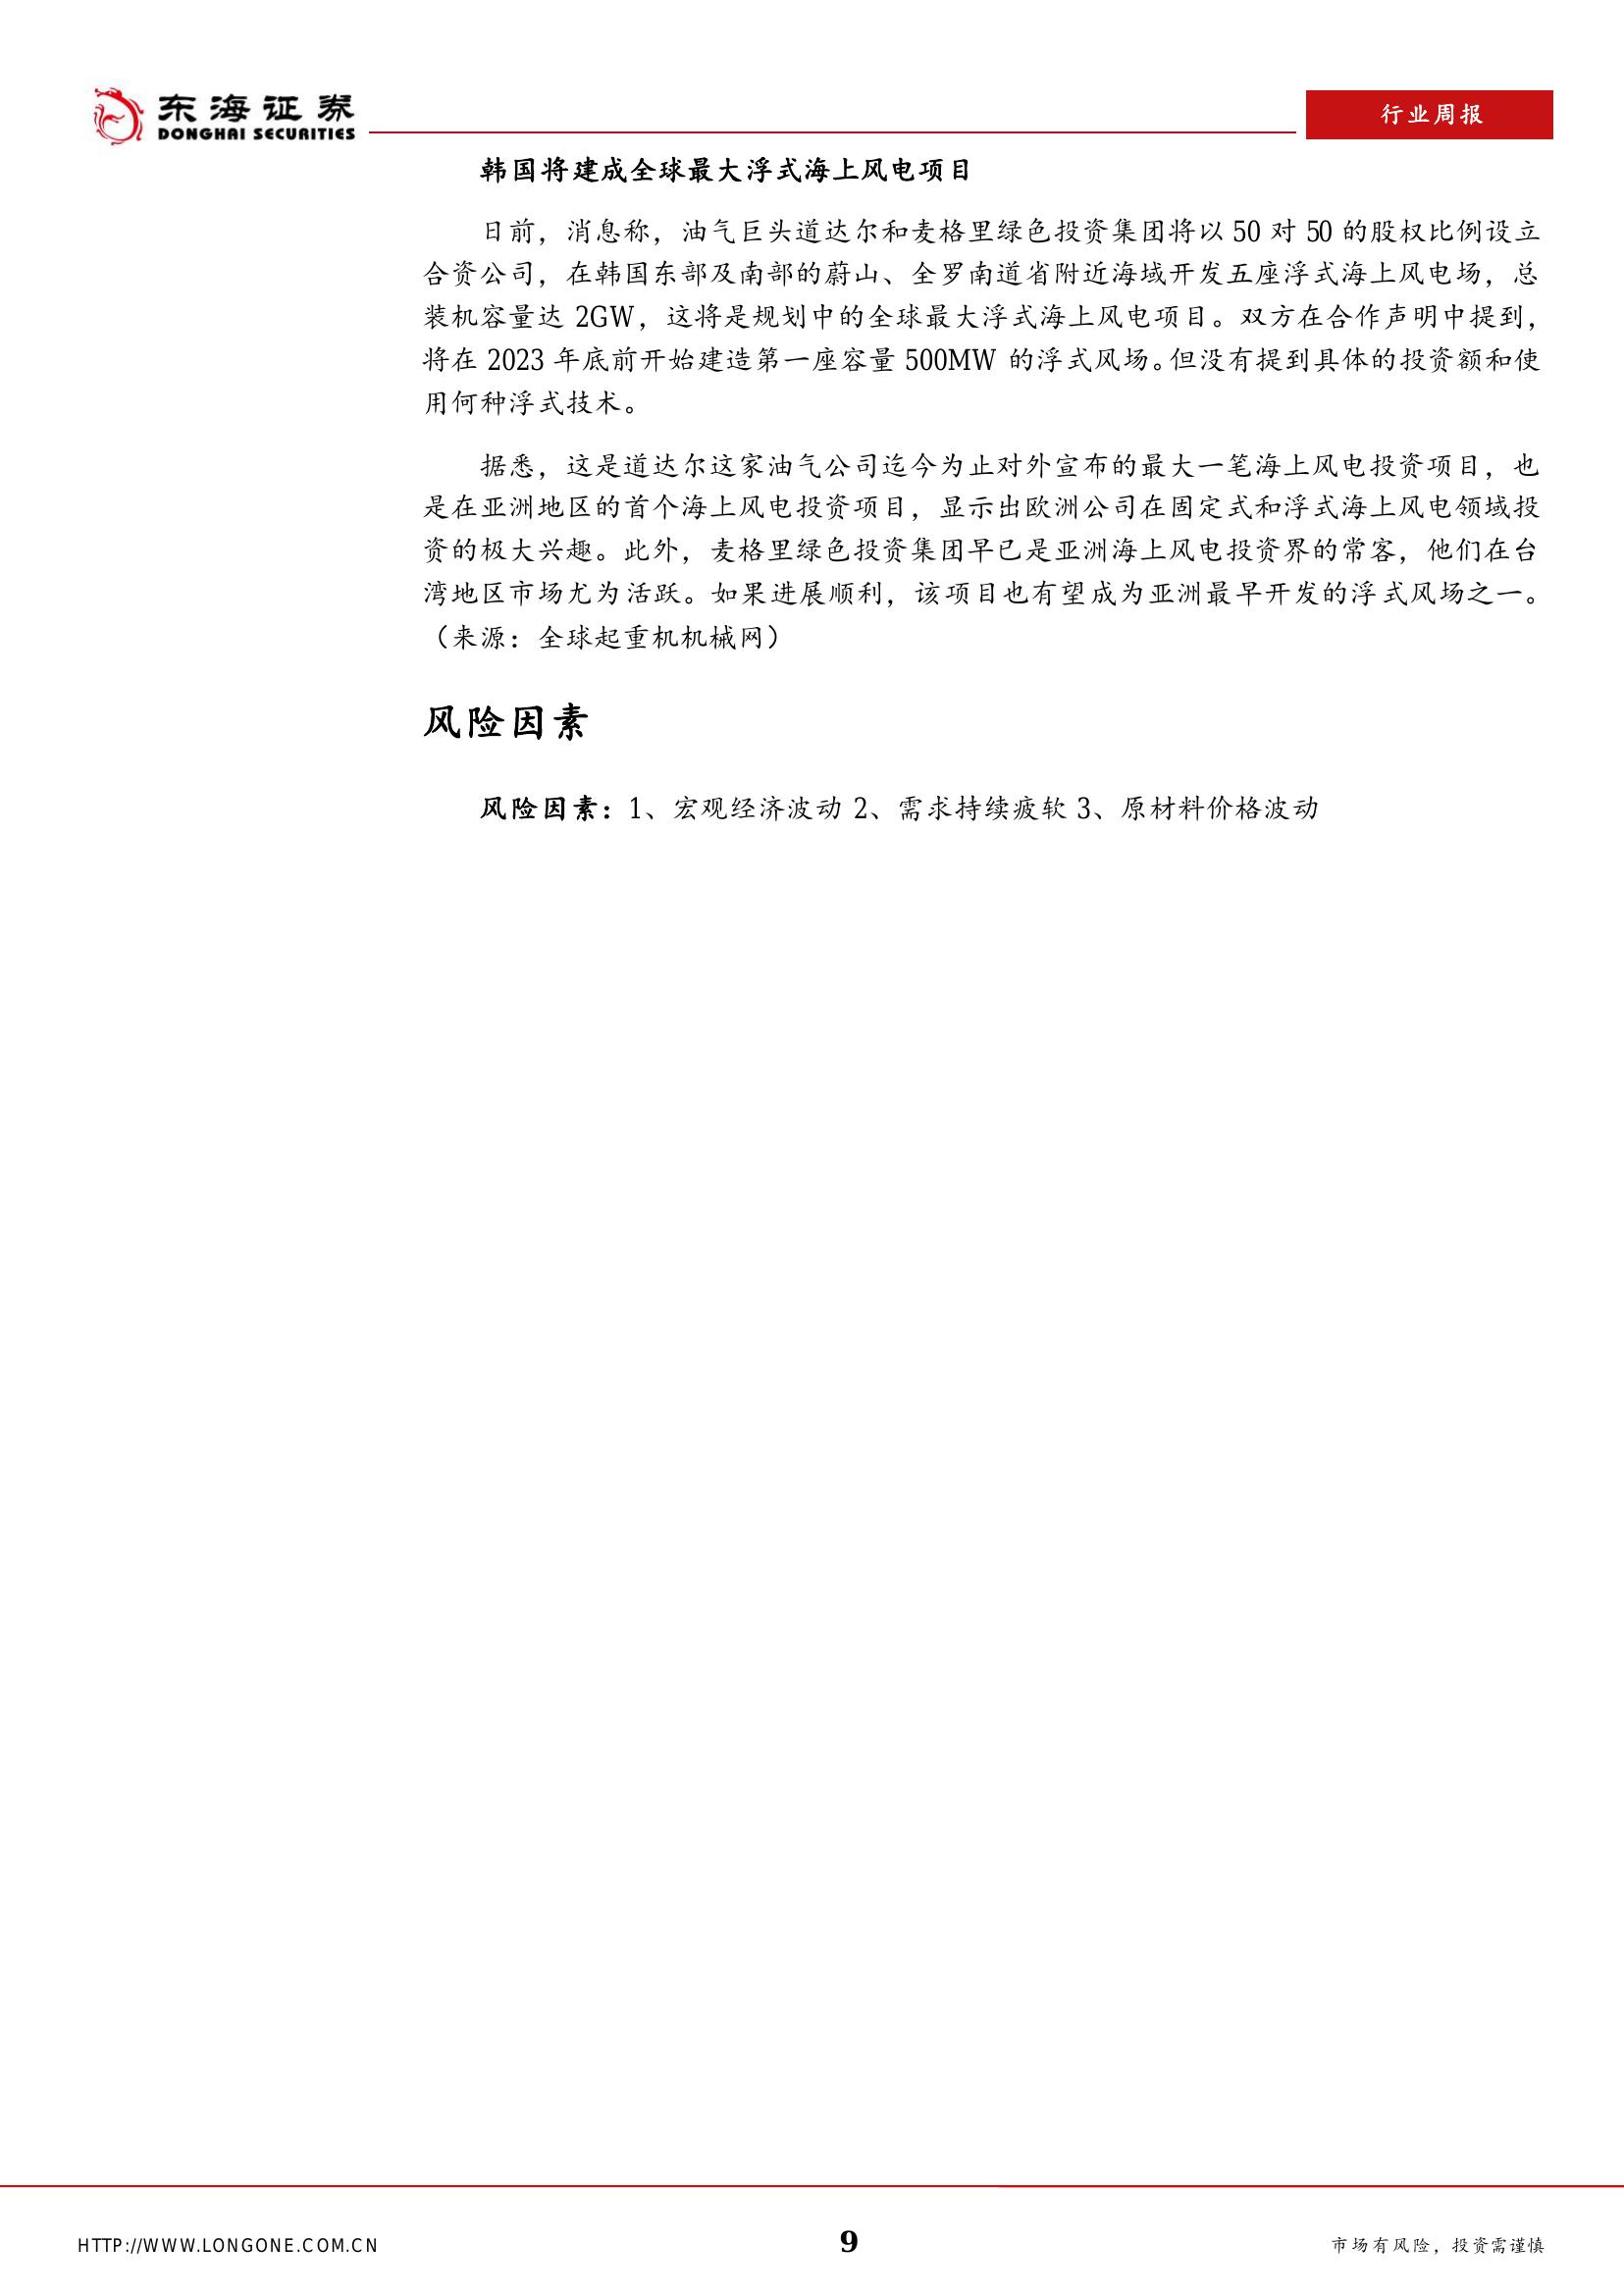 东海证券
DONGHAI SECURITIES
行业周报
韩国将建成全球最大浮式海上风电项目
日前，消息称，油气巨头道达尔和麦格里绿色投资集团将以 50 对 50 的股权比例设立
合资公司，在韩国东部及南部的蔚山、全罗南道省附近海域开发五座浮式海上风电场，总
装机容量达 2GW，这将是规划中的全球最大浮式海上风电项目。双方在合作声明中提到，
将在 2023 年底前开始建造第一座容量 500MW 的浮式风场。但没有提到具体的投资额和使
用何种浮式技术。
据悉，这是道达尔这家油气公司迄今为止对外宣布的最大一笔海上风电投资项目，也
是在亚洲地区的首个海上风电投资项目，显示出欧洲公司在固定式和浮式海上风电领域投
资的极大兴趣。此外，麦格里绿色投资集团早已是亚洲海上风电投资界的常客，他们在台
湾地区市场尤为活跃。如果进展顺利，该项目也有望成为亚洲最早开发的浮式风场之一。
（来源：全球起重机机械网）
风险因素
风险因素：1、宏观经济波动 2、需求持续疲软 3、原材料价格波动
HTTP://WWW.LONGONE.COM.CN
9
市场有风险，投资需谨慎